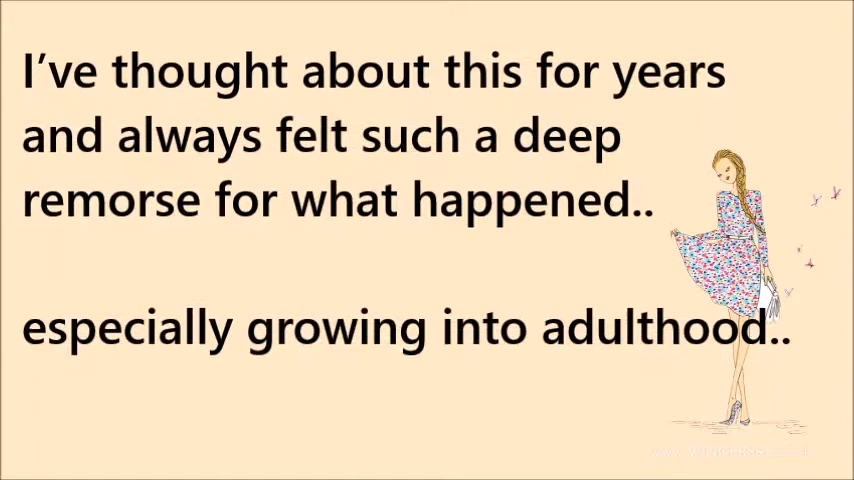 I’ve thought about this for years
and always felt such a deep
remorse for what happened..
especially growing into adulthood..